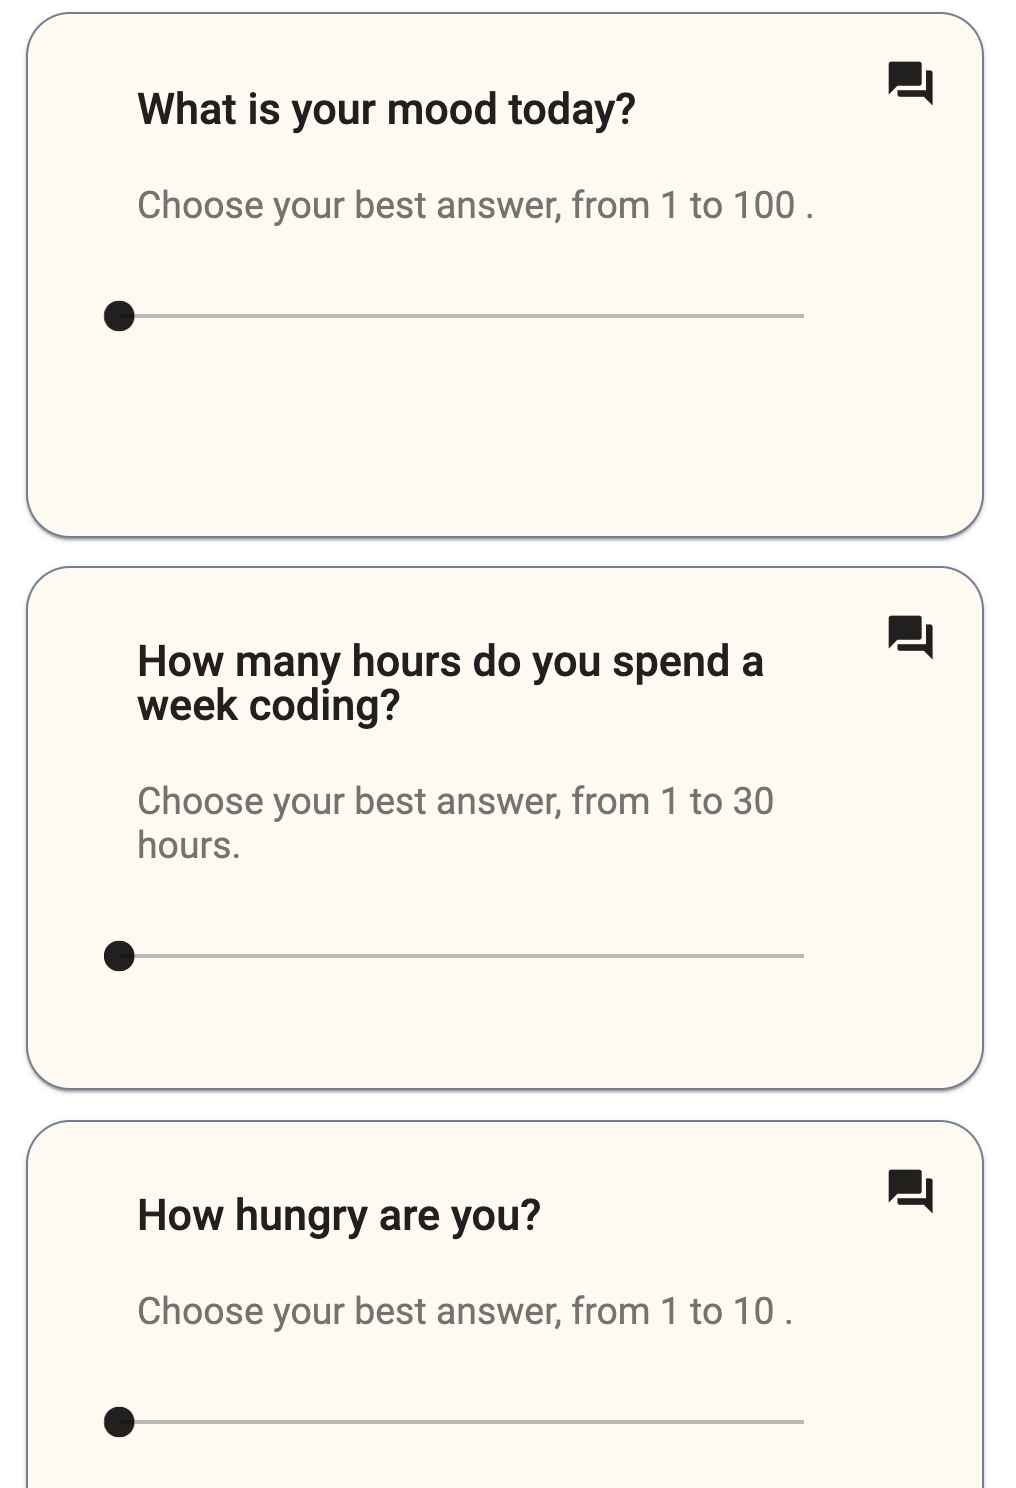 What is your mood today?
Choose your best answer, from 1 to 100 .
How many hours do you spend a
week coding?
Choose your best answer, from 1 to 30
hours.
How hungry are you?
Choose your best answer, from 1 to 10 .